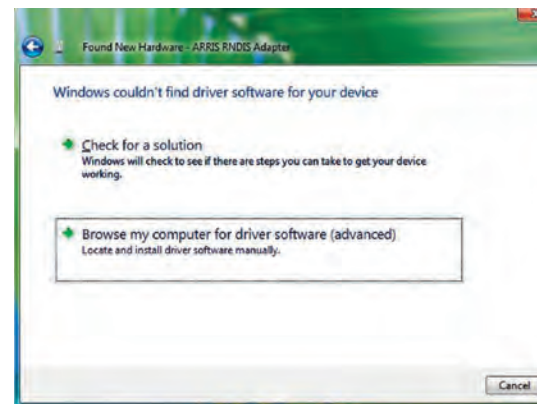 Found New Hardware - ARRIS RNDIS Adapter
Windows couldn't find driver software for your device
Check for a solution
Windows will check to see if there are steps you can take to get your device
working.
Browse my computer for driver software (advanced)
Locate and install driver software manually.
Cancel